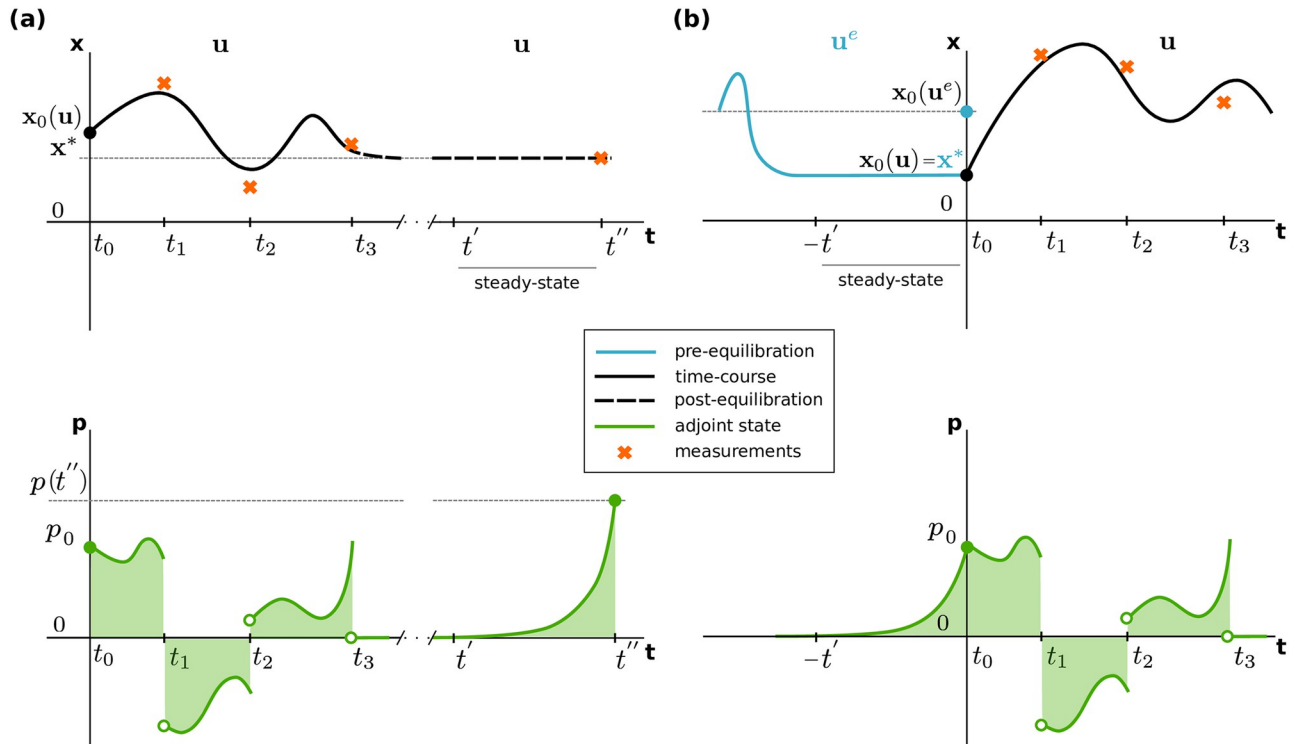 (a)
x
u
u
x₀(u)
x*
0
t₀
t₁
t₂
t₃
t′
t″
t
steady-state
(b)
uᵉ
x
u
x₀(uᵉ)
x₀(u)=x*
0
−t′
t₀
t₁
t₂
t₃
t
steady-state
pre-equilibration
time-course
post-equilibration
adjoint state
measurements
p
p(t″)
p₀
0
t₀
t₁
t₂
t₃
t′
t″
t
p
p₀
0
−t′
t₀
t₁
t₂
t₃
t